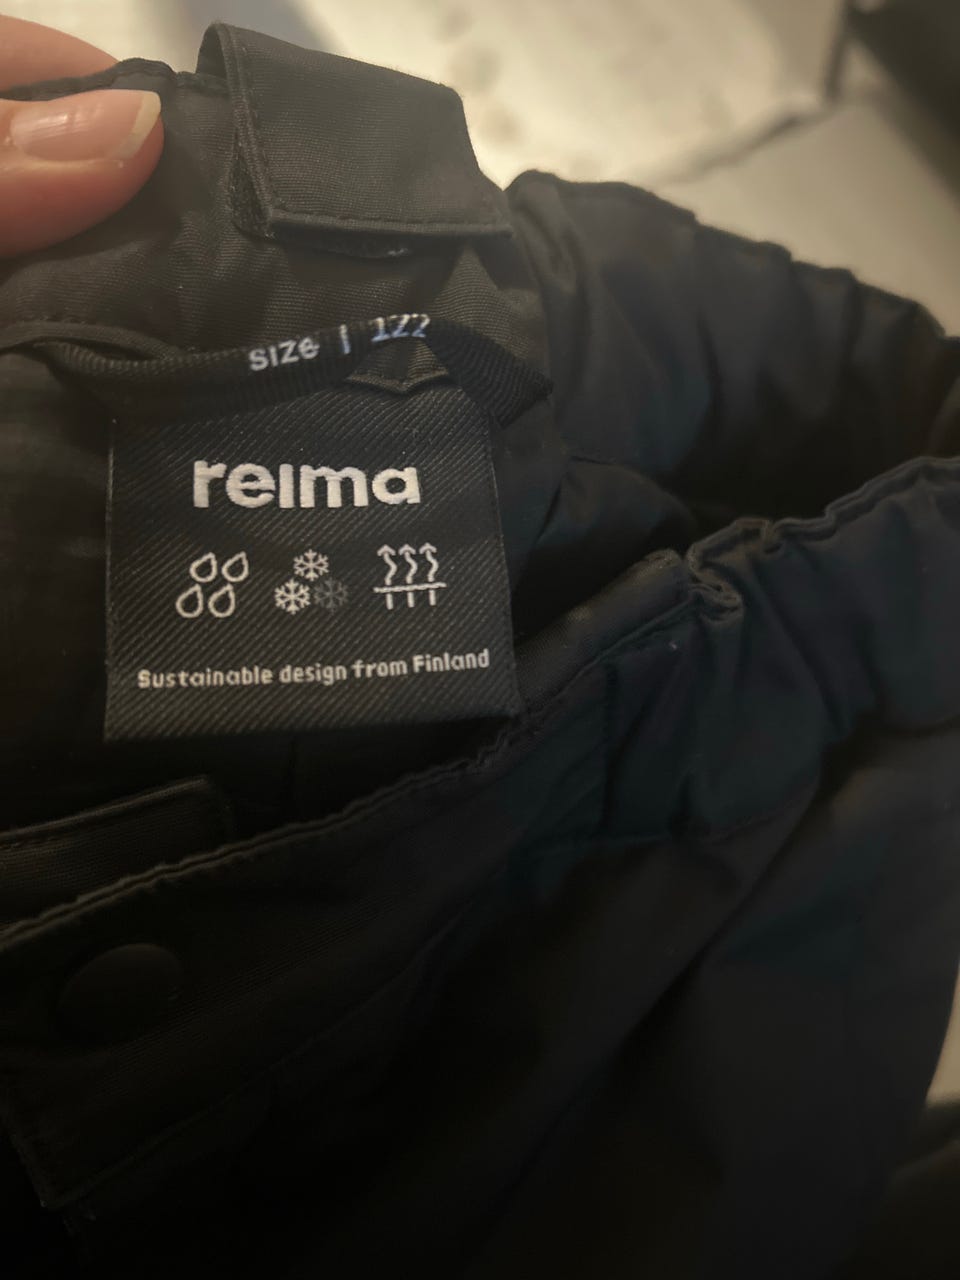 size | 122
reima
Sustainable design from Finland